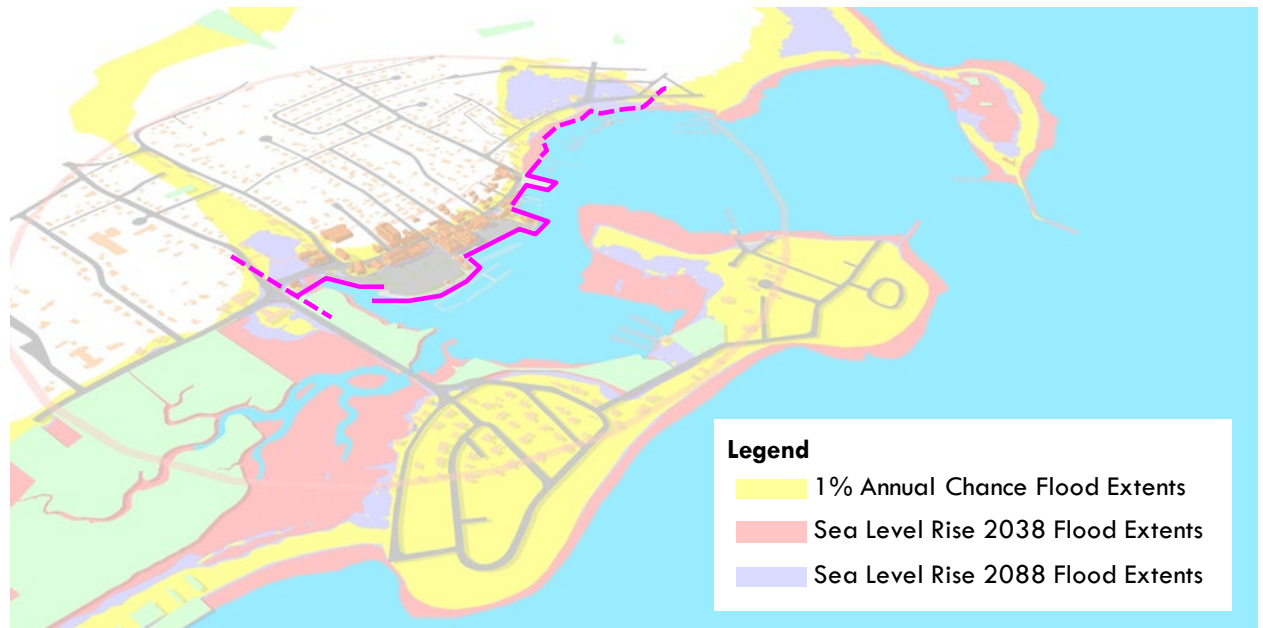 Legend
1% Annual Chance Flood Extents
Sea Level Rise 2038 Flood Extents
Sea Level Rise 2088 Flood Extents